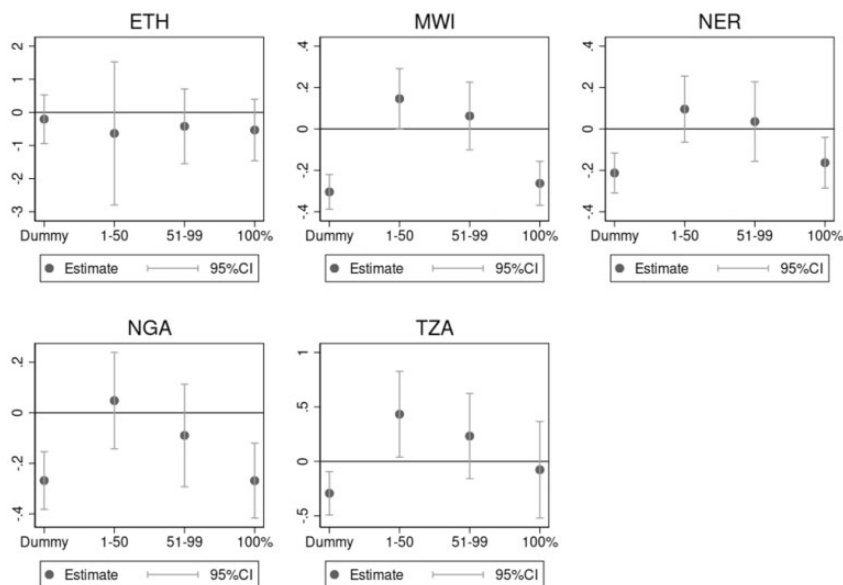 ETH
2
1
0
-1
-2
-3
Dummy 1-50 51-99 100%
Estimate 95%CI
MWI
.4
.2
0
-.2
-.4
Dummy 1-50 51-99 100%
Estimate 95%CI
NER
.4
.2
0
-.2
-.4
Dummy 1-50 51-99 100%
Estimate 95%CI
NGA
.2
0
-.2
-.4
Dummy 1-50 51-99 100%
Estimate 95%CI
TZA
1
.5
0
-.5
Dummy 1-50 51-99 100%
Estimate 95%CI